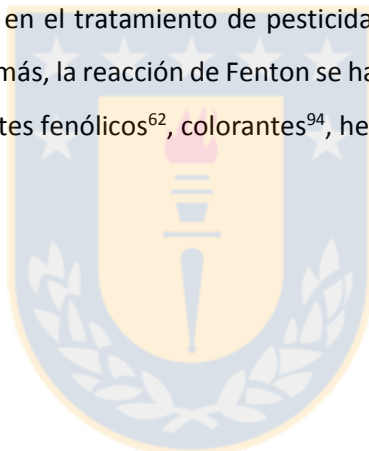 en el tratamiento de pesticida
más, la reacción de Fenton se ha
tes fenólicos⁶², colorantes⁹⁴, he